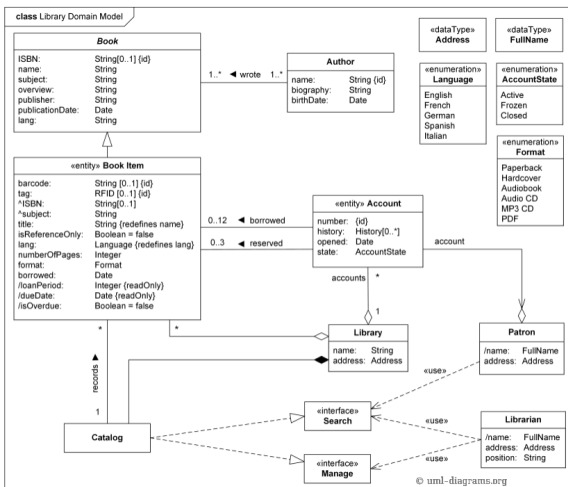 class Library Domain Model
Book
ISBN: String[0..1] {id}
name: String
subject: String
overview: String
publisher: String
publicationDate: Date
lang: String
1..* ◄ wrote 1..*
Author
name: String {id}
biography: String
birthDate: Date
«dataType»
Address
«dataType»
FullName
«enumeration»
Language
English
French
German
Spanish
Italian
«enumeration»
AccountState
Active
Frozen
Closed
«enumeration»
Format
Paperback
Hardcover
Audiobook
Audio CD
MP3 CD
PDF
«entity» Book Item
barcode: String [0..1] {id}
tag: RFID [0..1] {id}
^ISBN: String[0..1]
^subject: String
title: String {redefines name}
isReferenceOnly: Boolean = false
lang: Language {redefines lang}
numberOfPages: Integer
format: Format
borrowed: Date
/loanPeriod: Integer {readOnly}
/dueDate: Date {readOnly}
/isOverdue: Boolean = false
0..12 ◄ borrowed
0..3 ◄ reserved
«entity» Account
number: {id}
history: History[0..*]
opened: Date
state: AccountState
account
accounts *
1
*
*
Library
name: String
address: Address
Patron
/name: FullName
address: Address
records ►
1
Catalog
«use»
«interface»
Search
«use»
«interface»
Manage
«use»
Librarian
/name: FullName
address: Address
position: String
© uml-diagrams.org